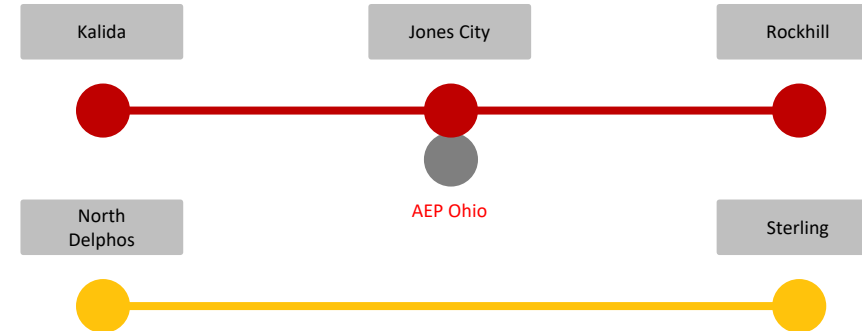 Kalida
Jones City
Rockhill
AEP Ohio
North
Delphos
Sterling